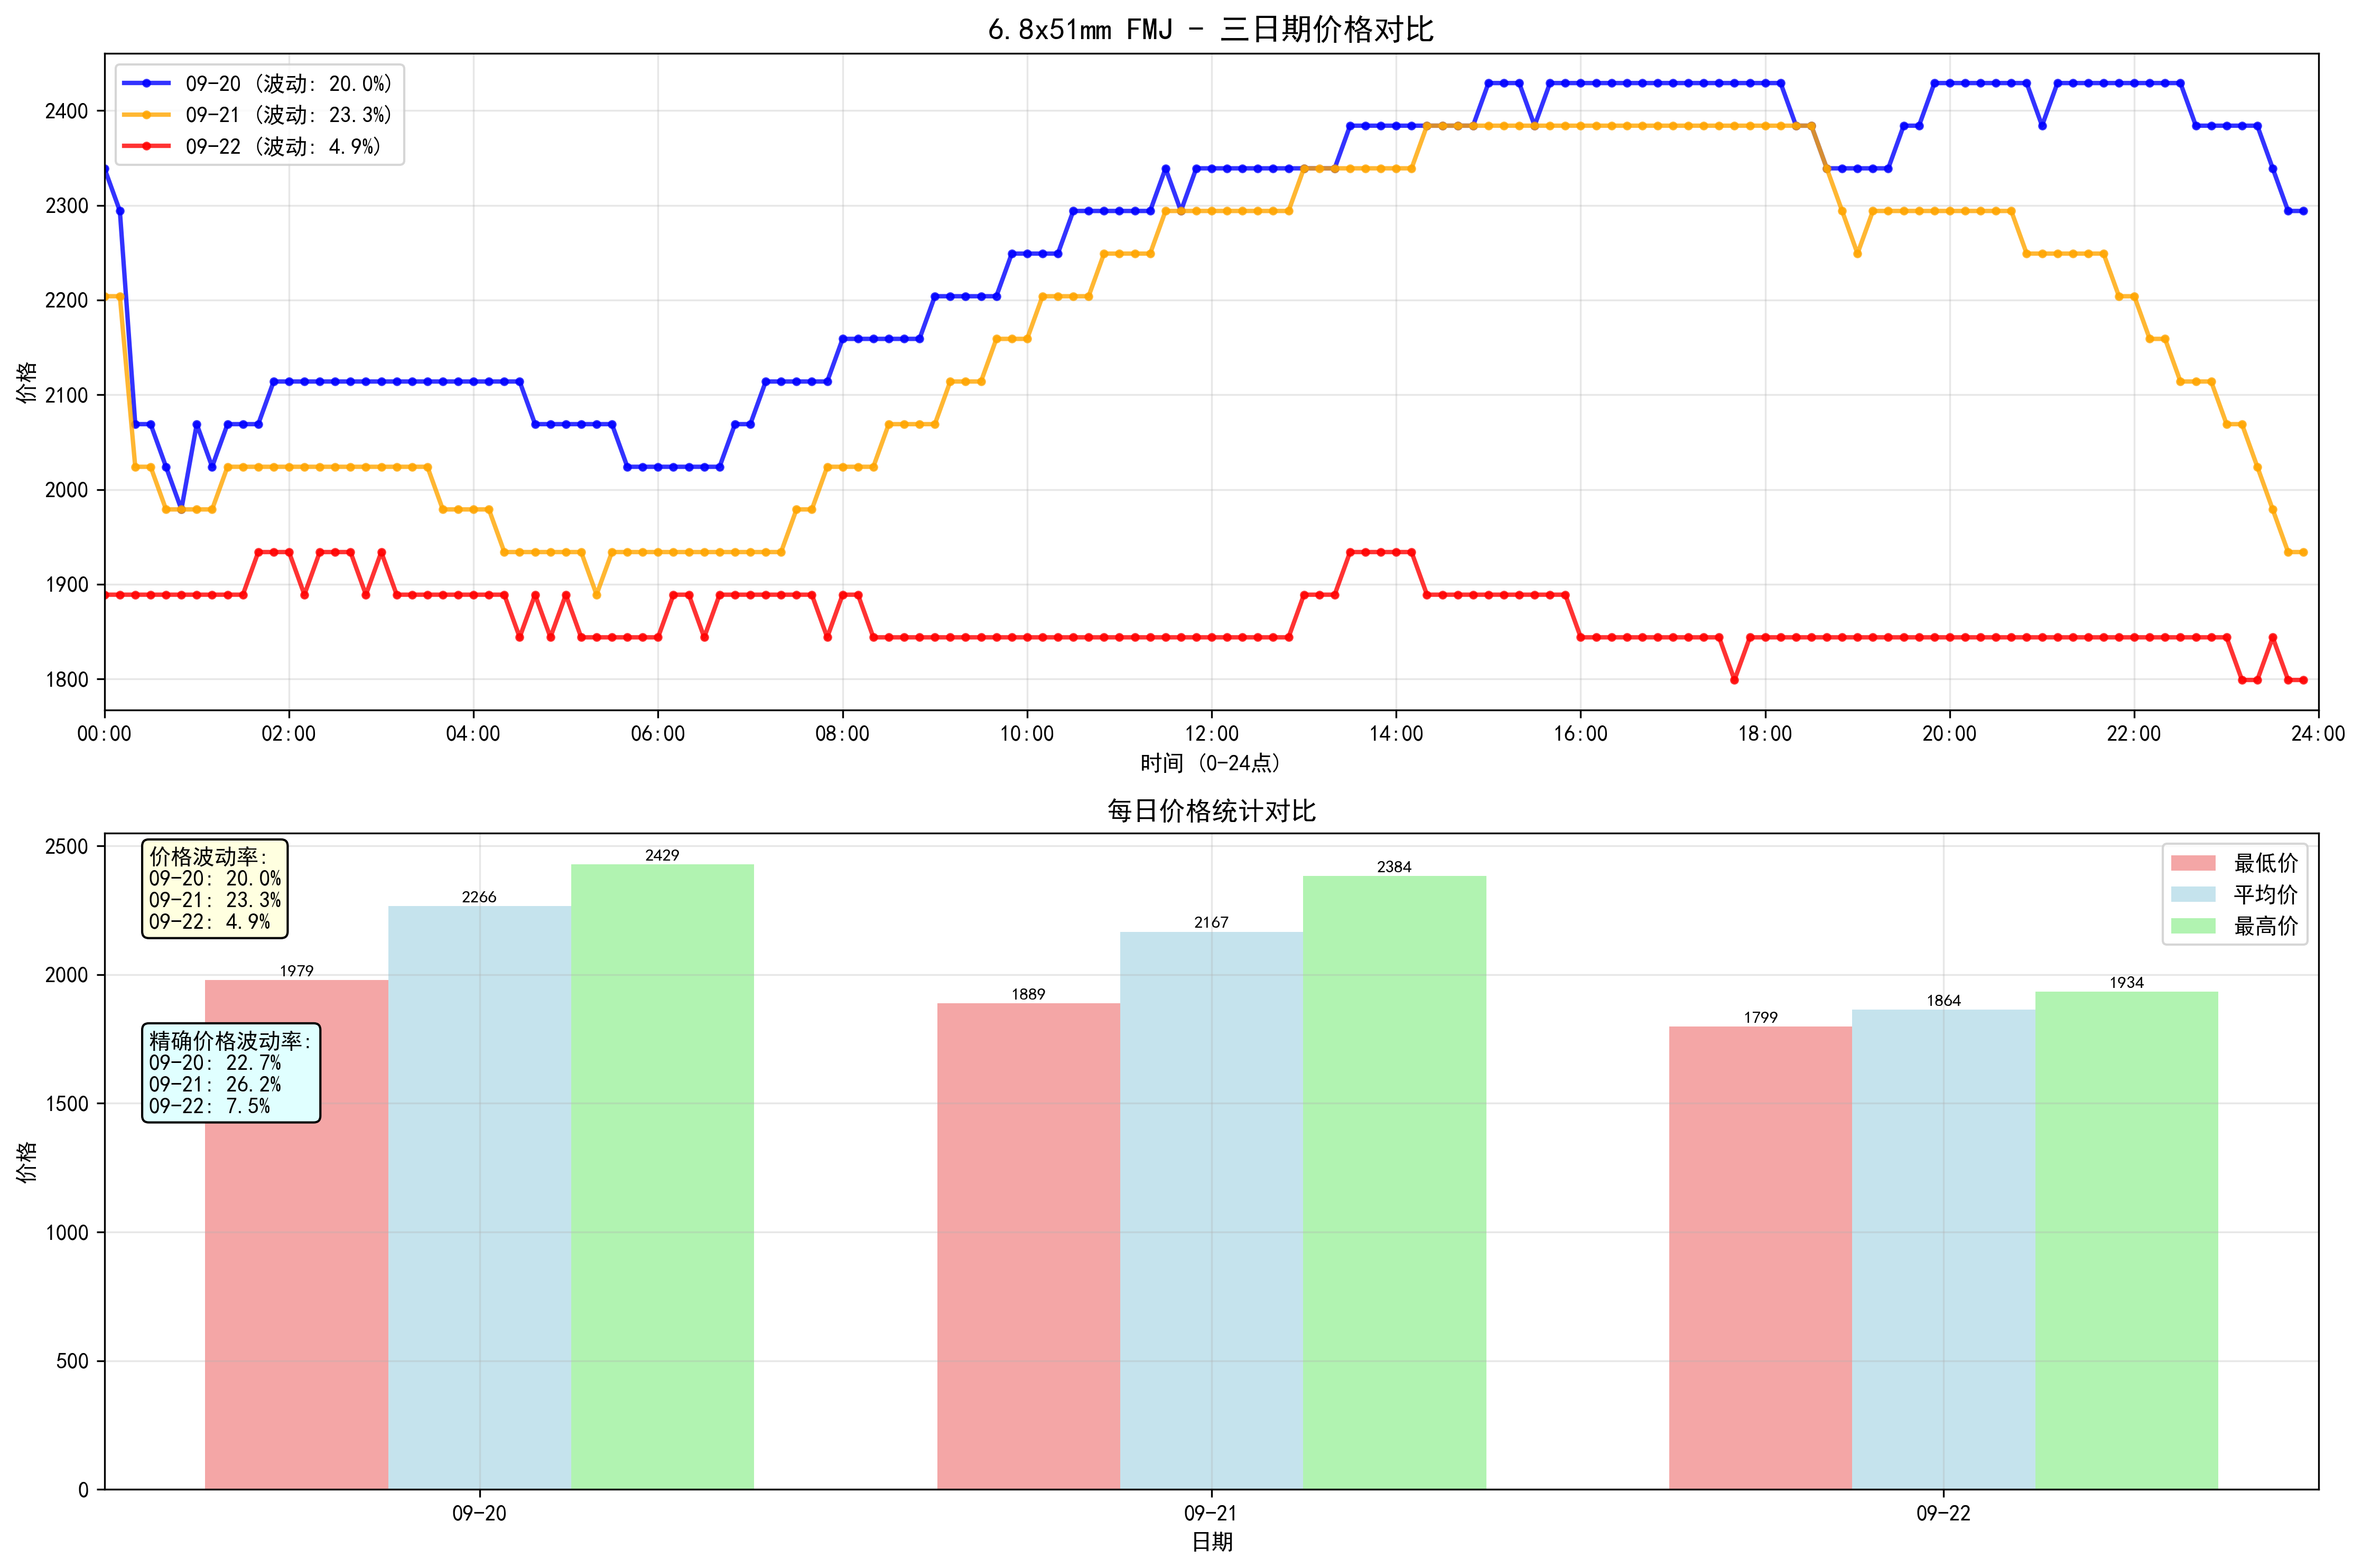 6.8x51mm FMJ - 三日期价格对比
09-20 (波动: 20.0%)
09-21 (波动: 23.3%)
09-22 (波动: 4.9%)
价格
2400
2300
2200
2100
2000
1900
1800
00:00 02:00 04:00 06:00 08:00 10:00 12:00 14:00 16:00 18:00 20:00 22:00 24:00
时间 (0-24点)
每日价格统计对比
价格波动率:
09-20: 20.0%
09-21: 23.3%
09-22: 4.9%
精确价格波动率:
09-20: 22.7%
09-21: 26.2%
09-22: 7.5%
最低价
平均价
最高价
1979 2266 2429
1889 2167 2384
1799 1864 1934
价格
2500
2000
1500
1000
500
0
09-20 09-21 09-22
日期